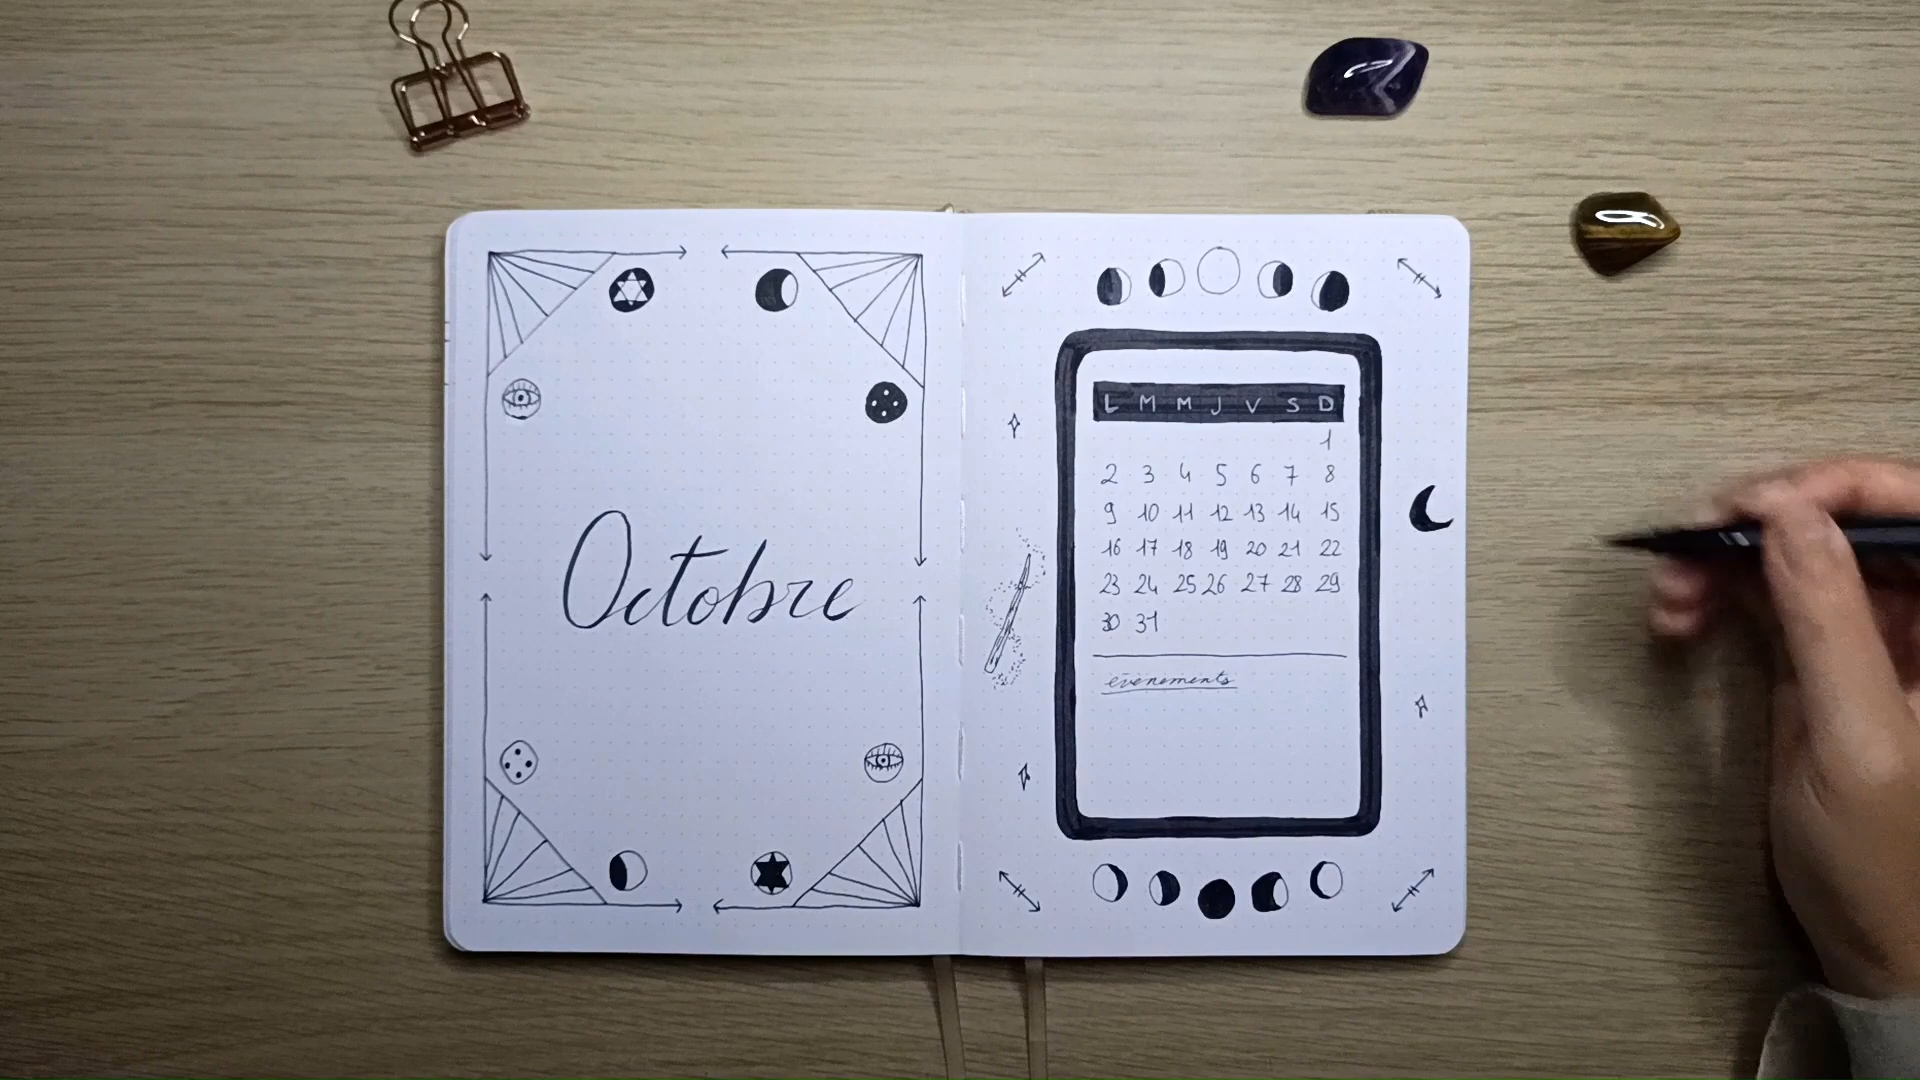 Octobre
L M M J V S D
1
2 3 4 5 6 7 8
9 10 11 12 13 14 15
16 17 18 19 20 21 22
23 24 25 26 27 28 29
30 31
évènements